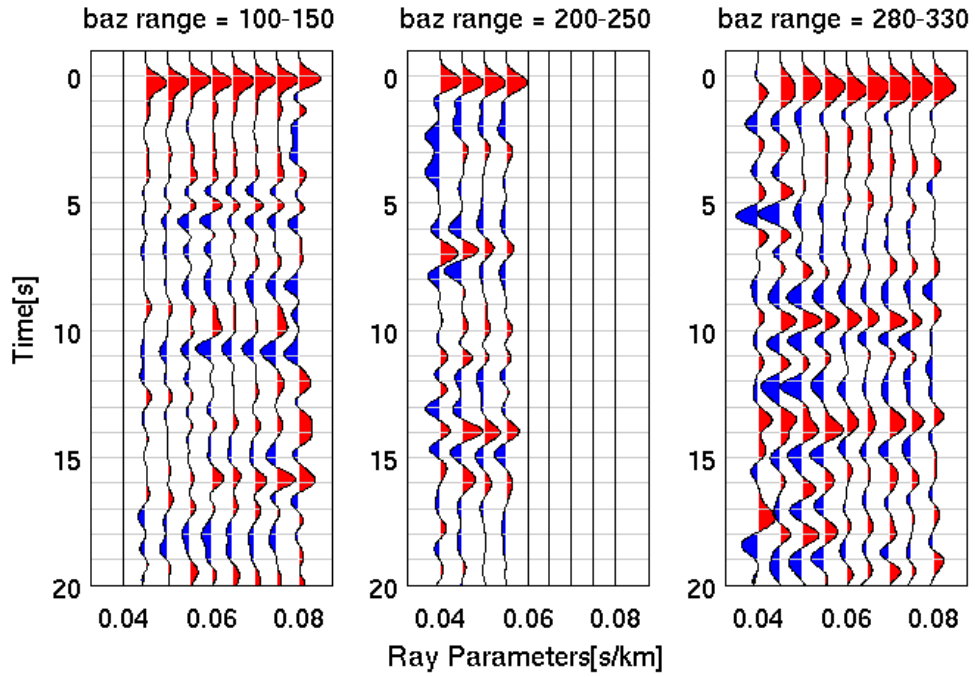 baz range = 100-150 baz range = 200-250 baz range = 280-330
0 0 0
5 5 5
Time[s]
10 10 10
15 15 15
20 20 20
0.04 0.06 0.08 0.04 0.06 0.08 0.04 0.06 0.08
Ray Parameters[s/km]